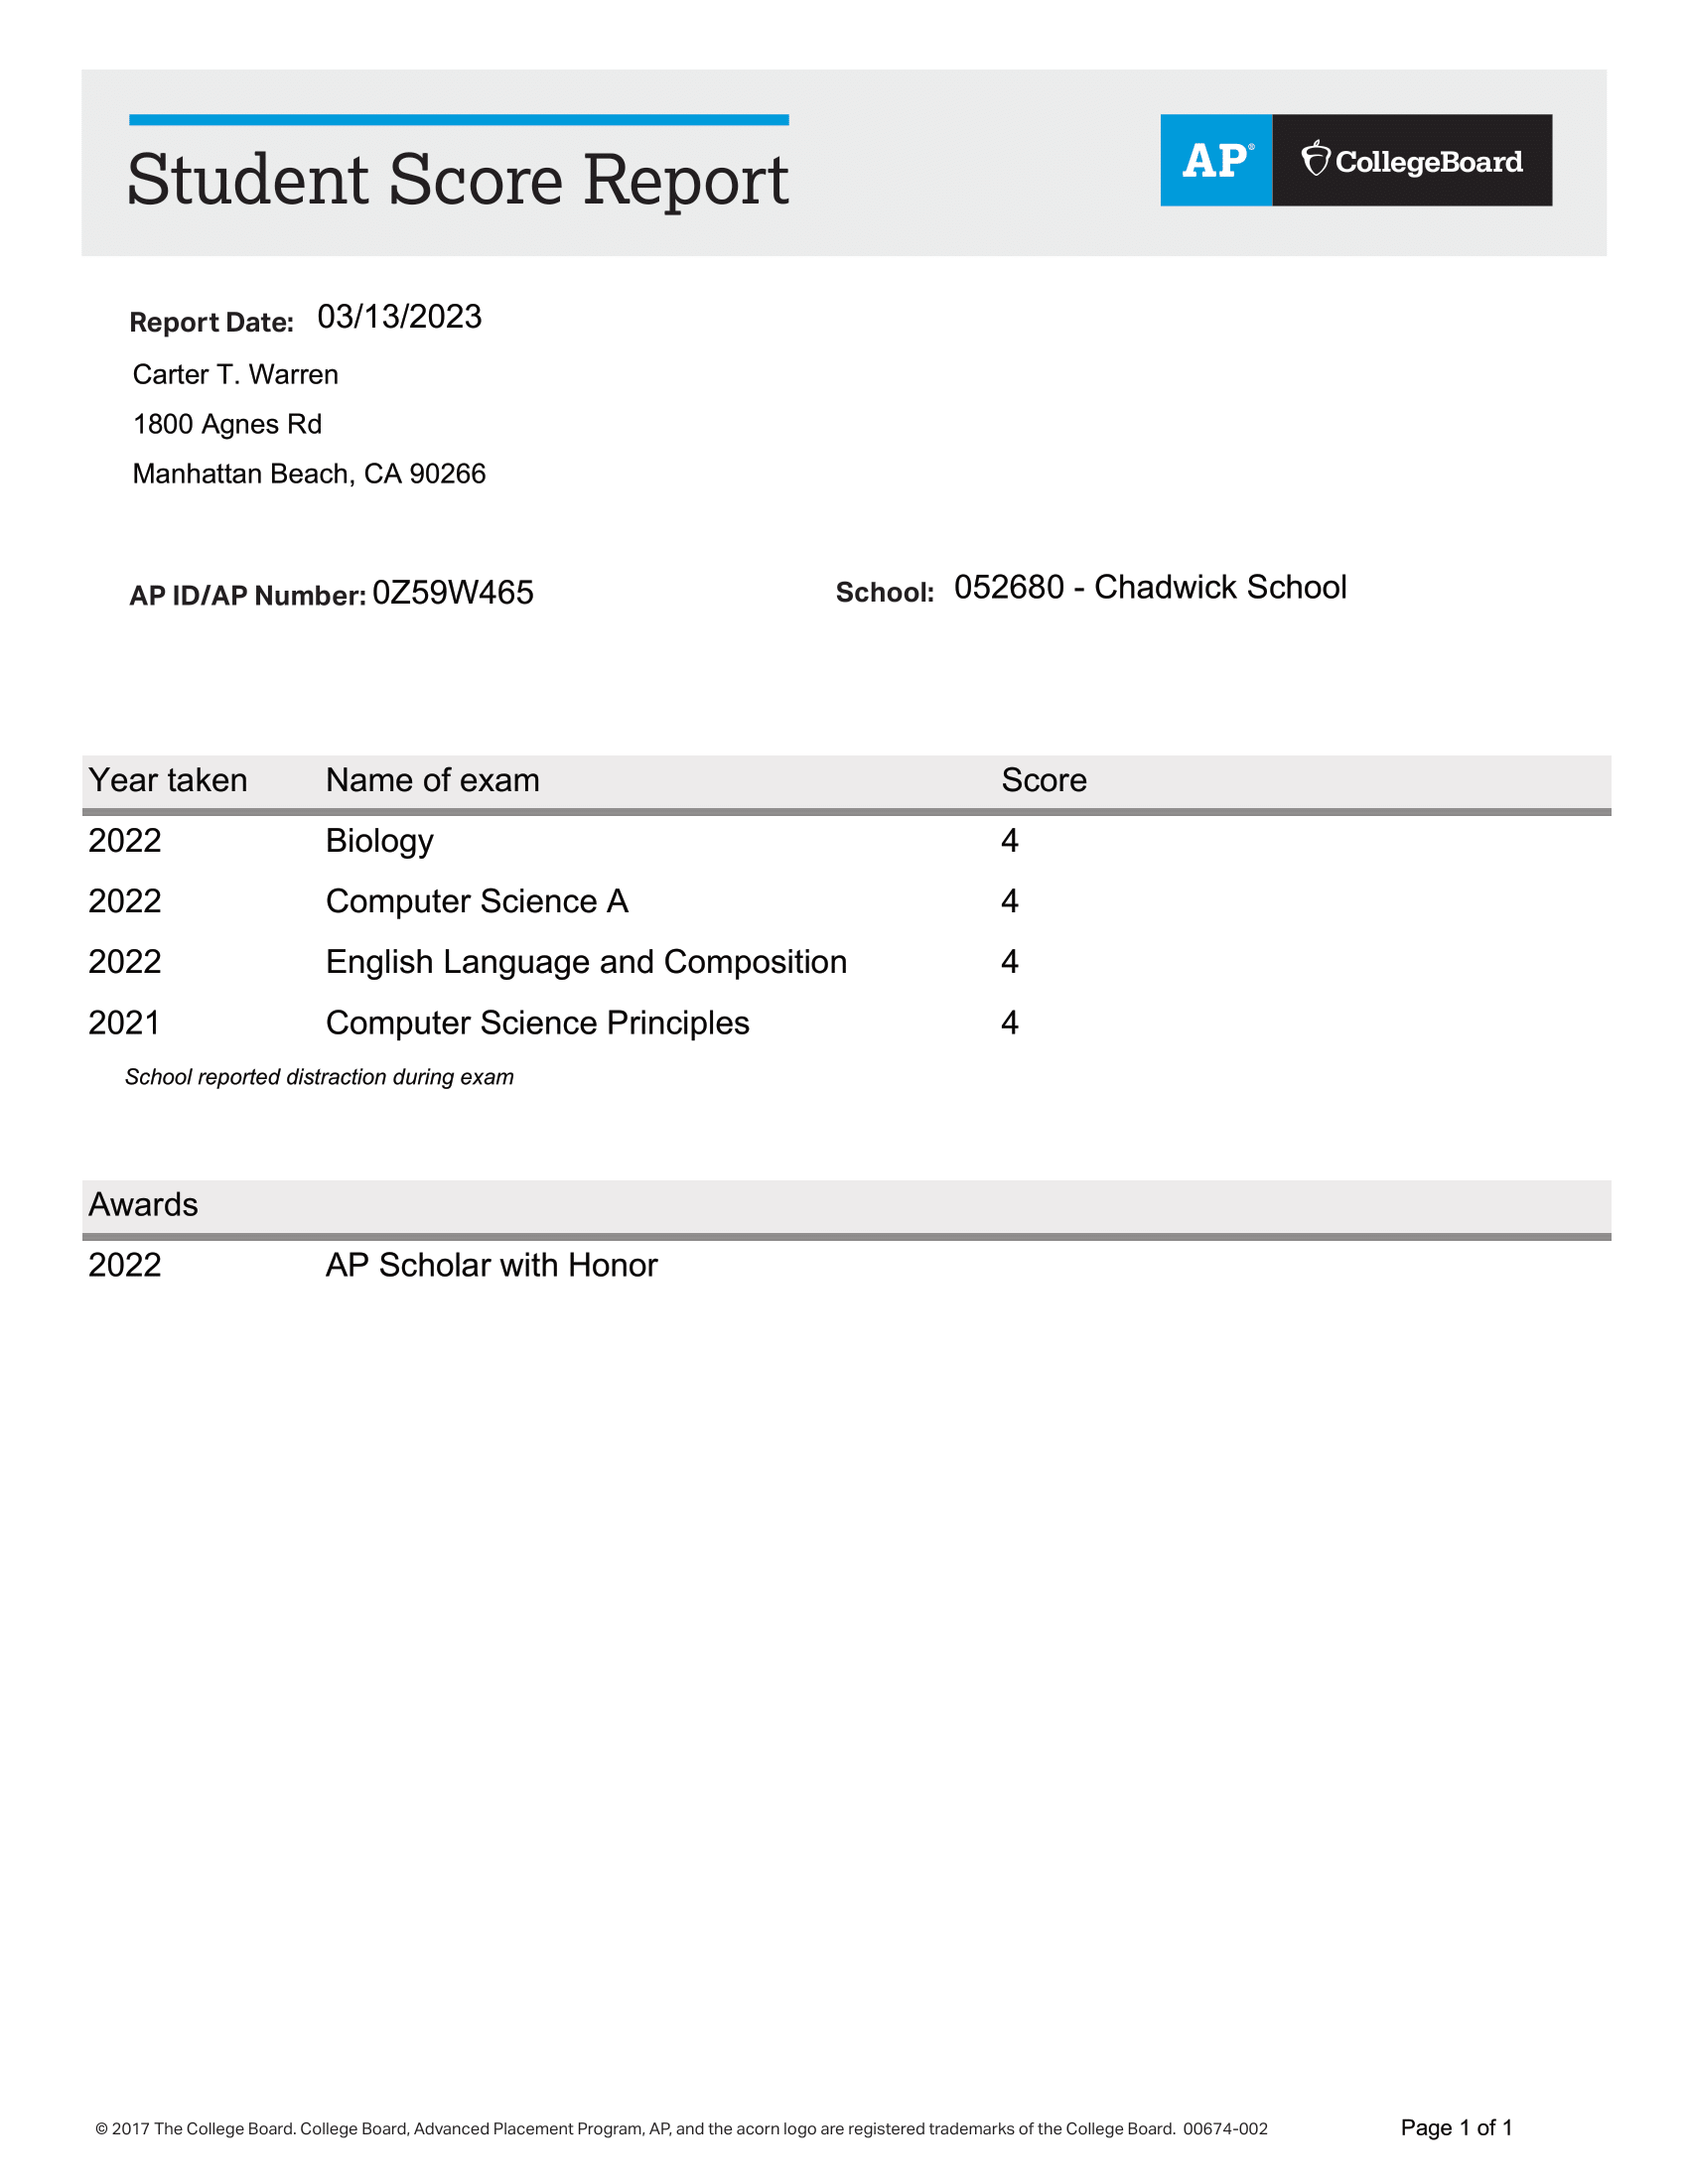 Student Score Report
AP® CollegeBoard
Report Date: 03/13/2023
Carter T. Warren
1800 Agnes Rd
Manhattan Beach, CA 90266
AP ID/AP Number: 0Z59W465 School: 052680 - Chadwick School
Year taken Name of exam Score
2022 Biology 4
2022 Computer Science A 4
2022 English Language and Composition 4
2021 Computer Science Principles 4
School reported distraction during exam
Awards
2022 AP Scholar with Honor
© 2017 The College Board. College Board, Advanced Placement Program, AP, and the acorn logo are registered trademarks of the College Board. 00674-002 Page 1 of 1